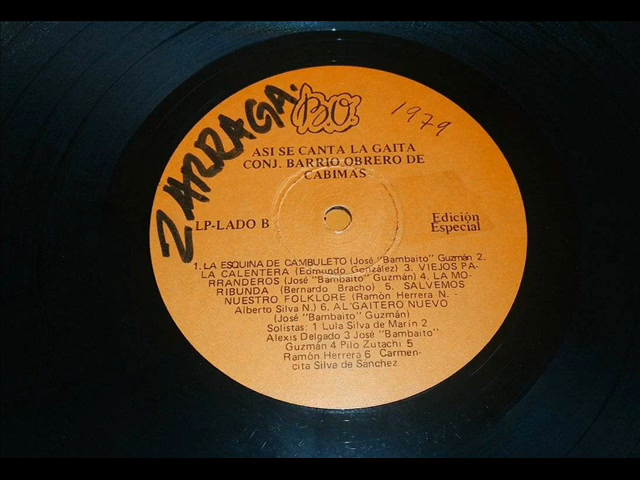 ZARRAGA.
B.O.
1979
ASI SE CANTA LA GAITA
CONJ. BARRIO OBRERO DE
CABIMAS
LP-LADO B
Edición
Especial
1. LA ESQUINA DE CAMBULETO (José "Bambaito" Guzmán 2.
LA CALENTERA (Edmundo González) 3. VIEJOS PA-
RRANDEROS (José "Bambaito" Guzmán) 4. LA MO-
RIBUNDA (Bernardo Bracho) 5. SALVEMOS
NUESTRO FOLKLORE (Ramón Herrera N.-
Alberto Silva N.) 6. AL GAITERO NUEVO
(José "Bambaito" Guzmán)
Solistas: 1 Lula Silva de Marín 2
Alexis Delgado 3 José "Bambaito"
Guzmán 4 Pilo Zutachi 5
Ramón Herrera 6 Carmen-
cita Silva de Sánchez